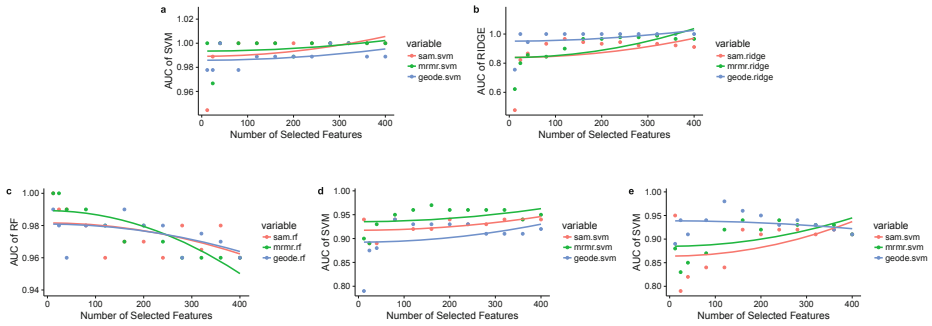 a
AUC of SVM
1.02
1.00
0.98
0.96
0
100
200
300
400
Number of Selected Features
variable
sam.svm
mrmr.svm
geode.svm
b
AUC of RIDGE
1.0
0.8
0.6
0
100
200
300
400
Number of Selected Features
variable
sam.ridge
mrmr.ridge
geode.ridge
c
AUC of RF
1.00
0.98
0.96
0.94
0
100
200
300
400
Number of Selected Features
variable
sam.rf
mrmr.rf
geode.rf
d
AUC of SVM
1.00
0.95
0.90
0.85
0.80
0
100
200
300
400
Number of Selected Features
variable
sam.svm
mrmr.svm
geode.svm
e
AUC of SVM
1.00
0.95
0.90
0.85
0.80
0
100
200
300
400
Number of Selected Features
variable
sam.svm
mrmr.svm
geode.svm